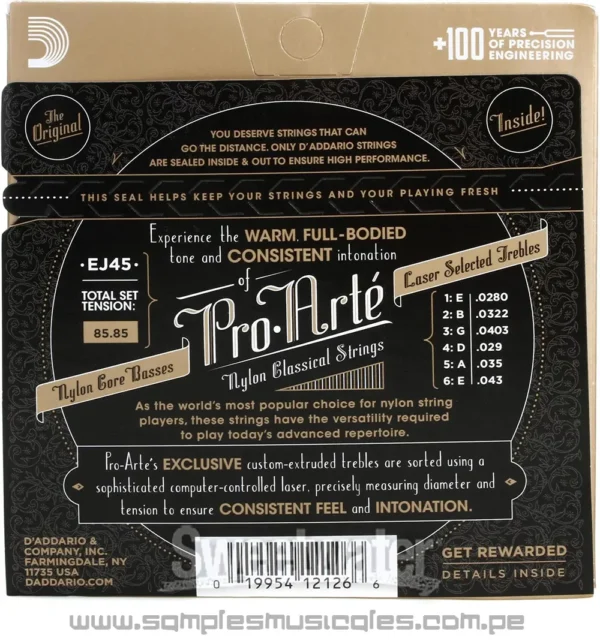 +100 YEARS
OF PRECISION
ENGINEERING
The
Original
Inside!
YOU DESERVE STRINGS THAT CAN
GO THE DISTANCE. ONLY D'ADDARIO STRINGS
ARE SEALED INSIDE & OUT TO ENSURE HIGH PERFORMANCE.
THIS SEAL HELPS KEEP YOUR STRINGS AND YOUR PLAYING FRESH
Experience the WARM, FULL-BODIED
tone and CONSISTENT intonation
of
Pro·Arté
Nylon Classical Strings
·EJ45·
TOTAL SET
TENSION:
85.85
Nylon Core Basses
Laser Selected Trebles
1: E .0280
2: B .0322
3: G .0403
4: D .029
5: A .035
6: E .043
As the world's most popular choice for nylon string
players, these strings have the versatility required
to play today's advanced repertoire.
Pro-Arté's EXCLUSIVE custom-extruded trebles are sorted using a
sophisticated computer-controlled laser, precisely measuring diameter and
tension to ensure CONSISTENT FEEL and INTONATION.
D'ADDARIO &
COMPANY, INC.
FARMINGDALE, NY
11735 USA
DADDARIO.COM
Sweetwater
0 19954 12126 6
GET REWARDED
DETAILS INSIDE
www.samplesmusicales.com.pe